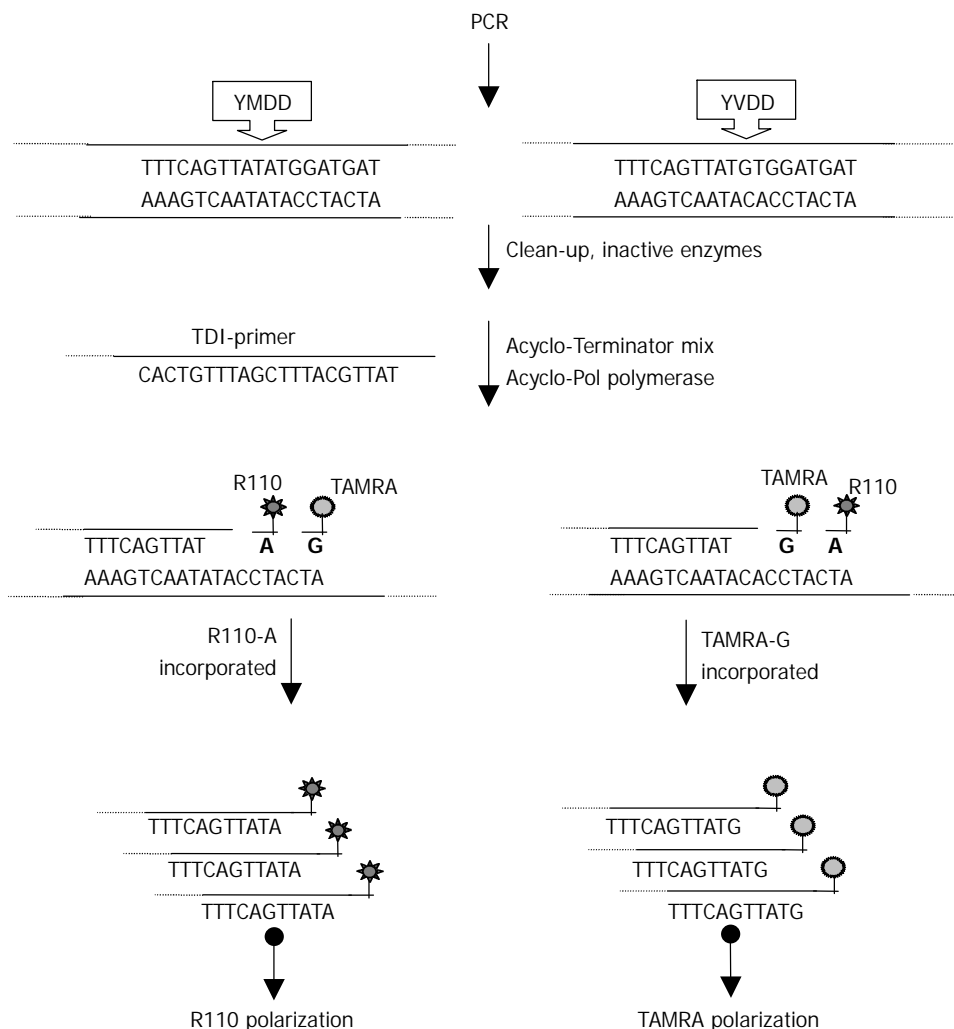 PCR
YMDD
YVDD
TTTCAGTTATATGGATGAT
AAAGTCAATATACCTACTA
TTTCAGTTATGTGGATGAT
AAAGTCAATACACCTACTA
Clean-up, inactive enzymes
TDI-primer
CACTGTTTAGCTTTACGTTAT
Acyclo-Terminator mix
Acyclo-Pol polymerase
R110
TAMRA
TTTCAGTTAT A G
AAAGTCAATATACCTACTA
TAMRA
R110
TTTCAGTTAT G A
AAAGTCAATACACCTACTA
R110-A
incorporated
TAMRA-G
incorporated
TTTCAGTTATA
TTTCAGTTATA
TTTCAGTTATA
TTTCAGTTATG
TTTCAGTTATG
TTTCAGTTATG
R110 polarization
TAMRA polarization